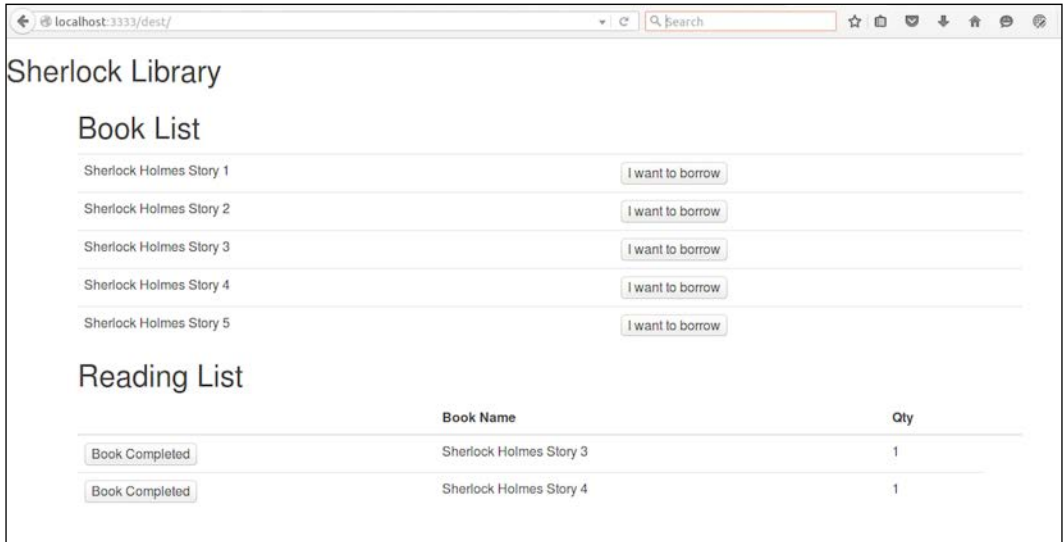 localhost:3333/dest/ Search
Sherlock Library
Book List
Sherlock Holmes Story 1 I want to borrow
Sherlock Holmes Story 2 I want to borrow
Sherlock Holmes Story 3 I want to borrow
Sherlock Holmes Story 4 I want to borrow
Sherlock Holmes Story 5 I want to borrow
Reading List
Book Name Qty
Book Completed Sherlock Holmes Story 3 1
Book Completed Sherlock Holmes Story 4 1